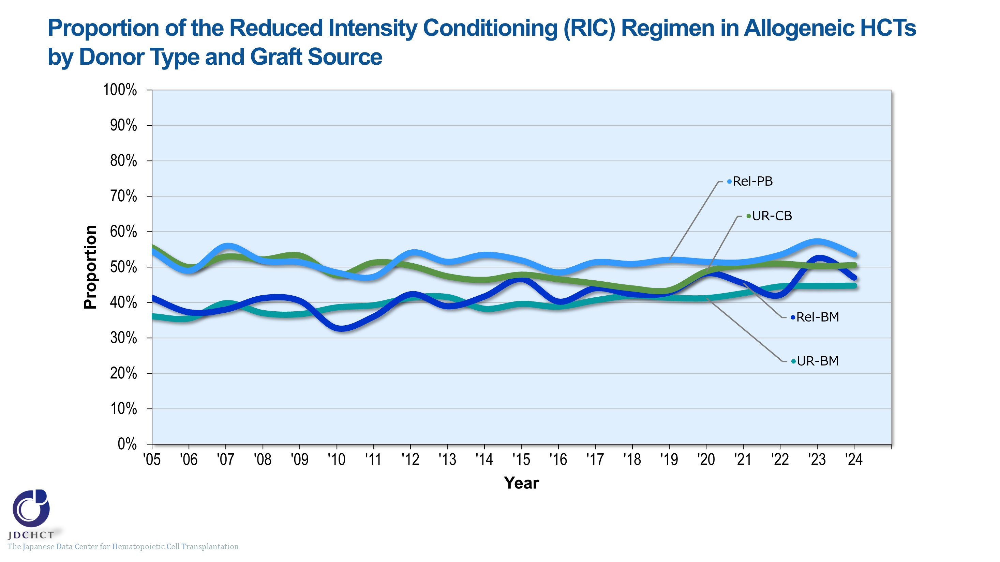 Proportion of the Reduced Intensity Conditioning (RIC) Regimen in Allogeneic HCTs
by Donor Type and Graft Source
100%
90%
80%
70%
60%
50%
40%
30%
20%
10%
0%
Proportion
Rel-PB
UR-CB
Rel-BM
UR-BM
'05 '06 '07 '08 '09 '10 '11 '12 '13 '14 '15 '16 '17 '18 '19 '20 '21 '22 '23 '24
Year
JDCHCT
The Japanese Data Center for Hematopoietic Cell Transplantation